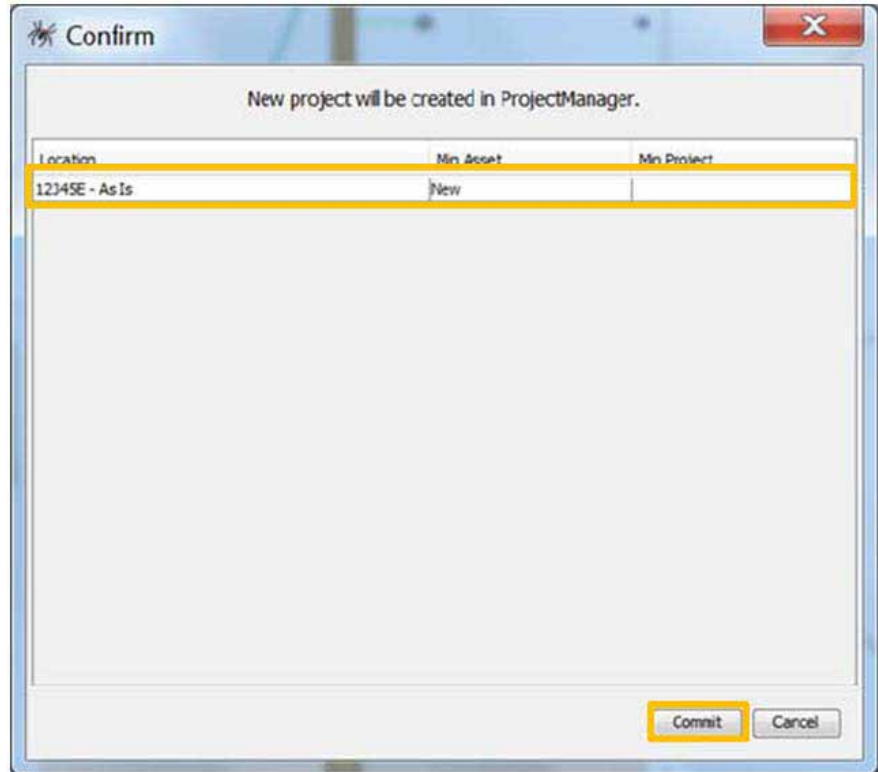 Confirm
New project will be created in ProjectManager.
Location Min Asset Min Project
12345E - As Is New
Commit Cancel